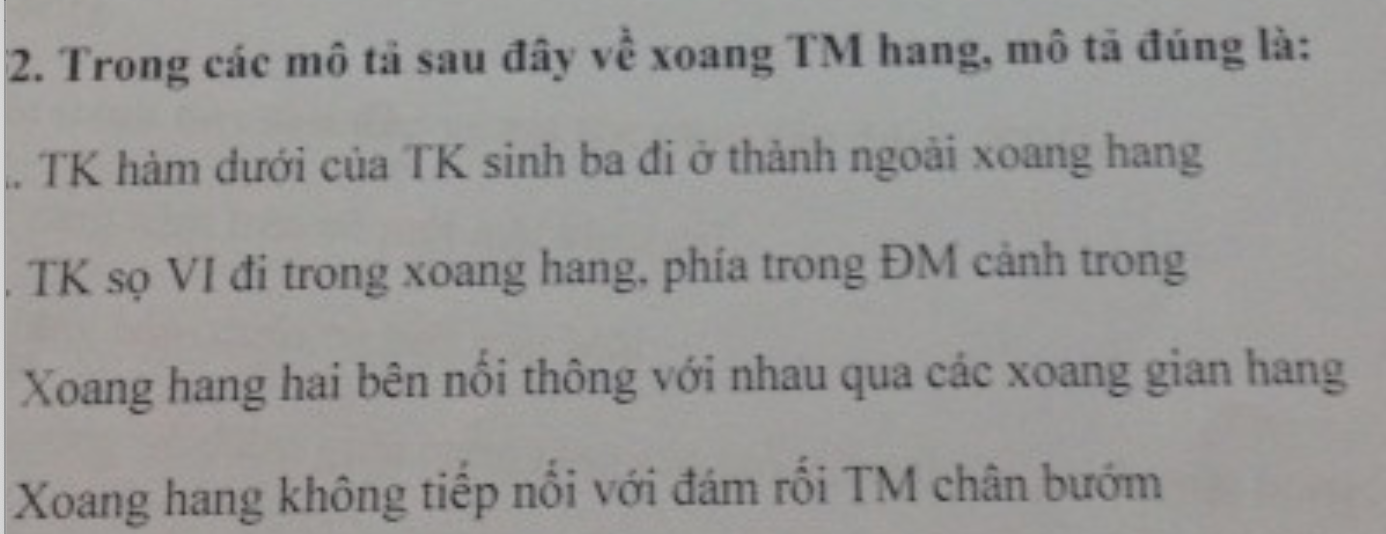 2. Trong các mô tả sau đây về xoang TM hang, mô tả đúng là:
. TK hàm dưới của TK sinh ba đi ở thành ngoài xoang hang
. TK sọ VI đi trong xoang hang, phía trong ĐM cảnh trong
Xoang hang hai bên nối thông với nhau qua các xoang gian hang
Xoang hang không tiếp nối với đám rối TM chân bướm